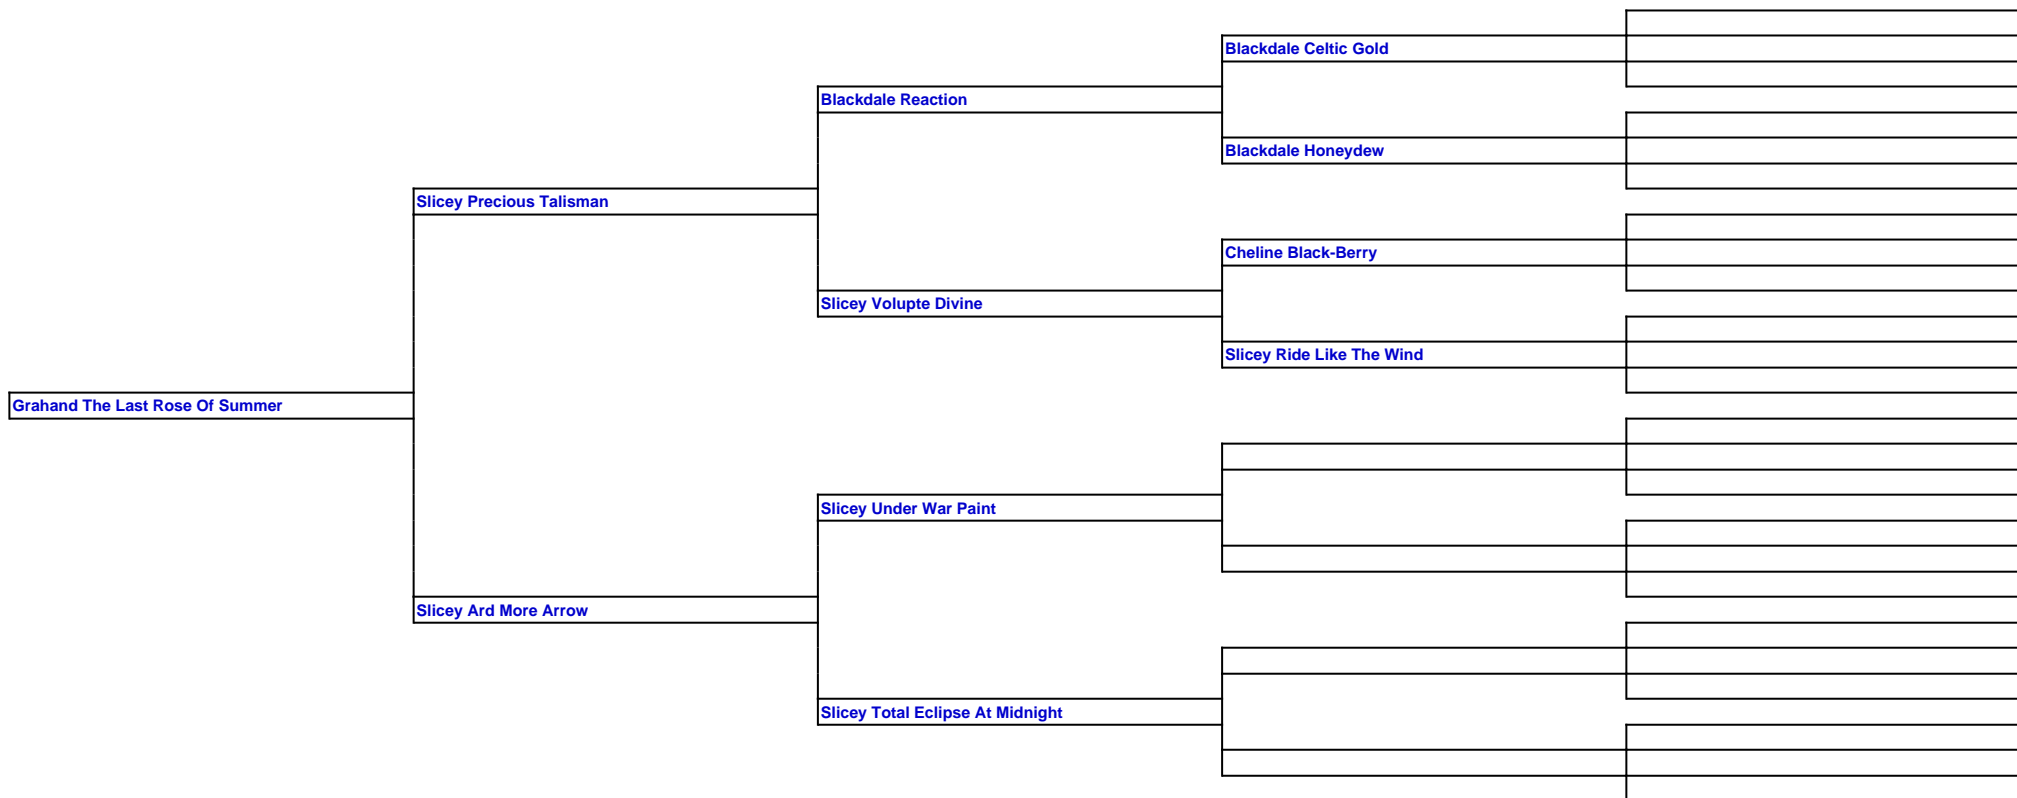 Blackdale Celtic Gold
Blackdale Reaction
Blackdale Honeydew
Slicey Precious Talisman
Cheline Black-Berry
Slicey Volupte Divine
Slicey Ride Like The Wind
Grahand The Last Rose Of Summer
Slicey Under War Paint
Slicey Ard More Arrow
Slicey Total Eclipse At Midnight